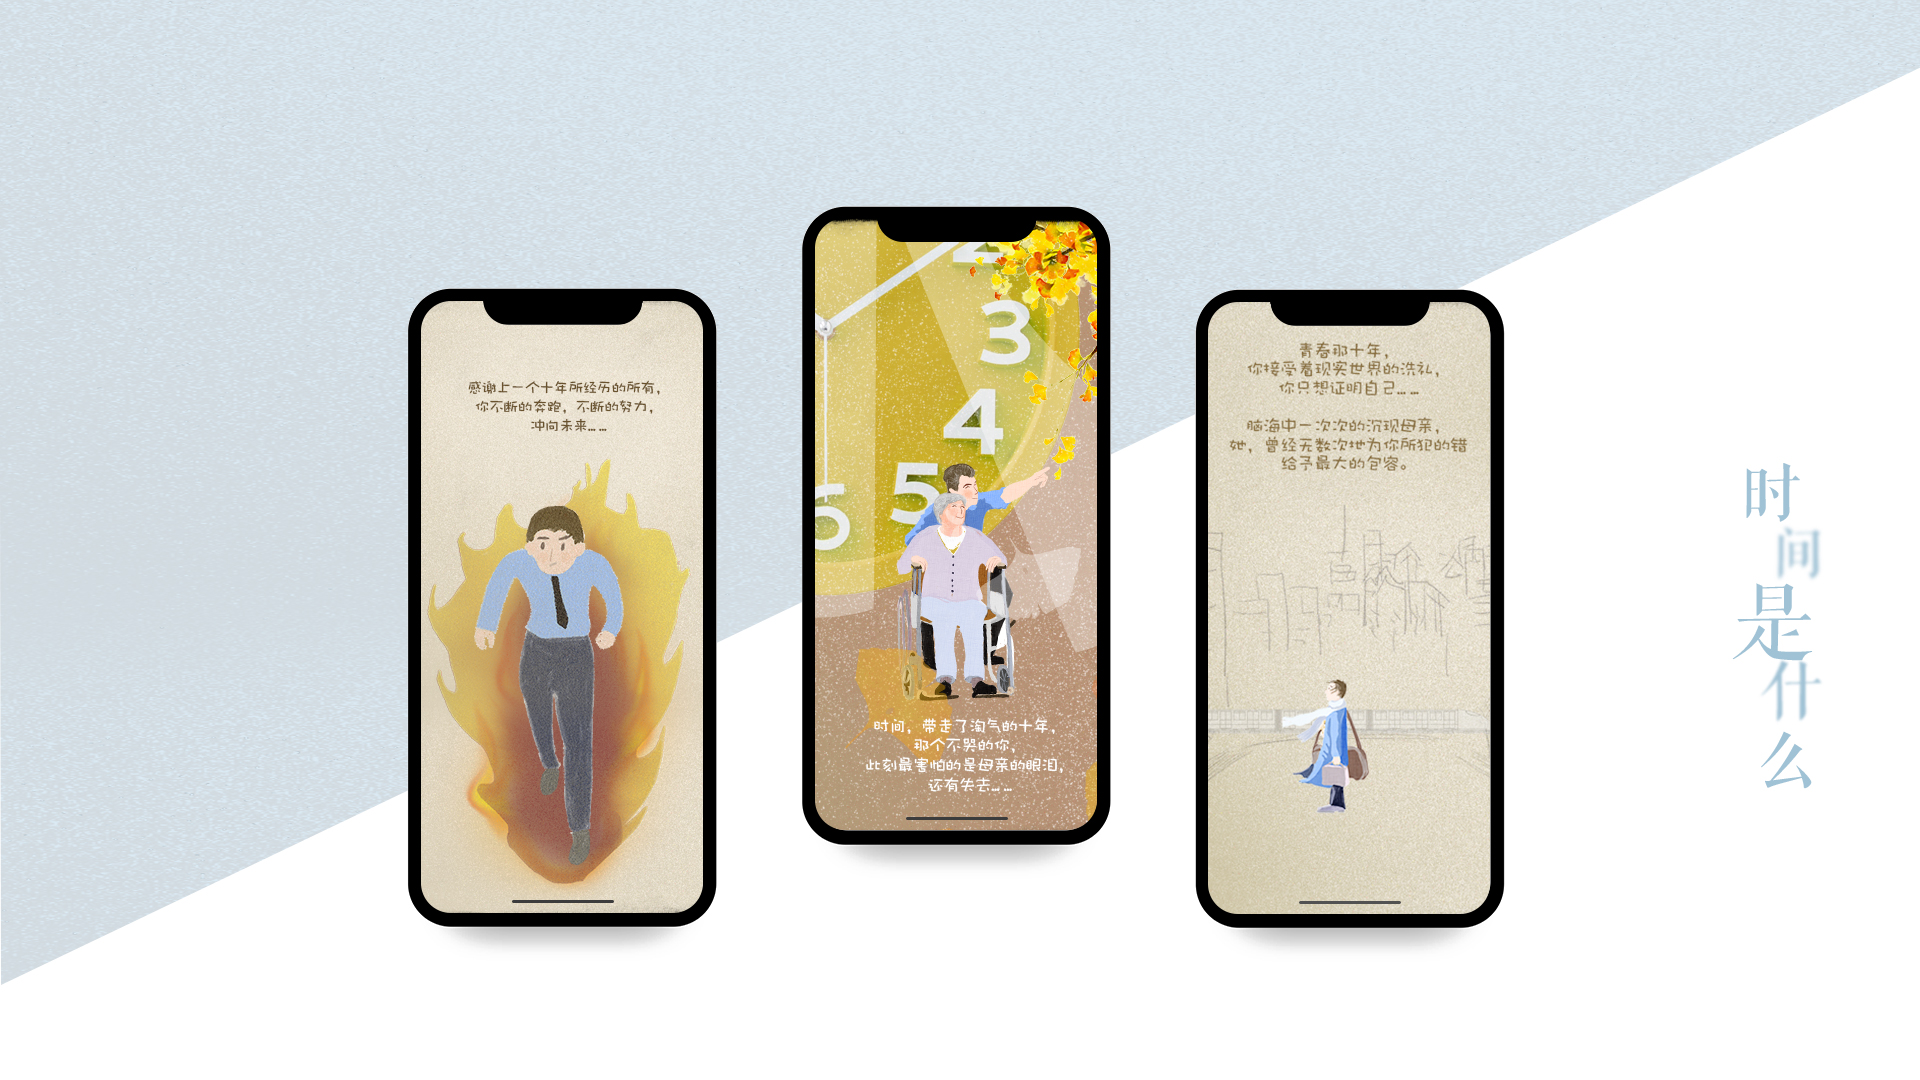 感谢上一个十年所经历的所有，
你不断的奔跑，不断的努力，
冲向未来……
2
3
4
5
6
时间，带走了淘气的十年，
那个不哭的你，
此刻最害怕的是母亲的眼泪，
还有失去……
青春那十年，
你接受着现实世界的洗礼，
你只想证明自己……
脑海中一次次的沉现母亲，
她，曾经无数次地为你所犯的错
给予最大的包容。
时间是什么